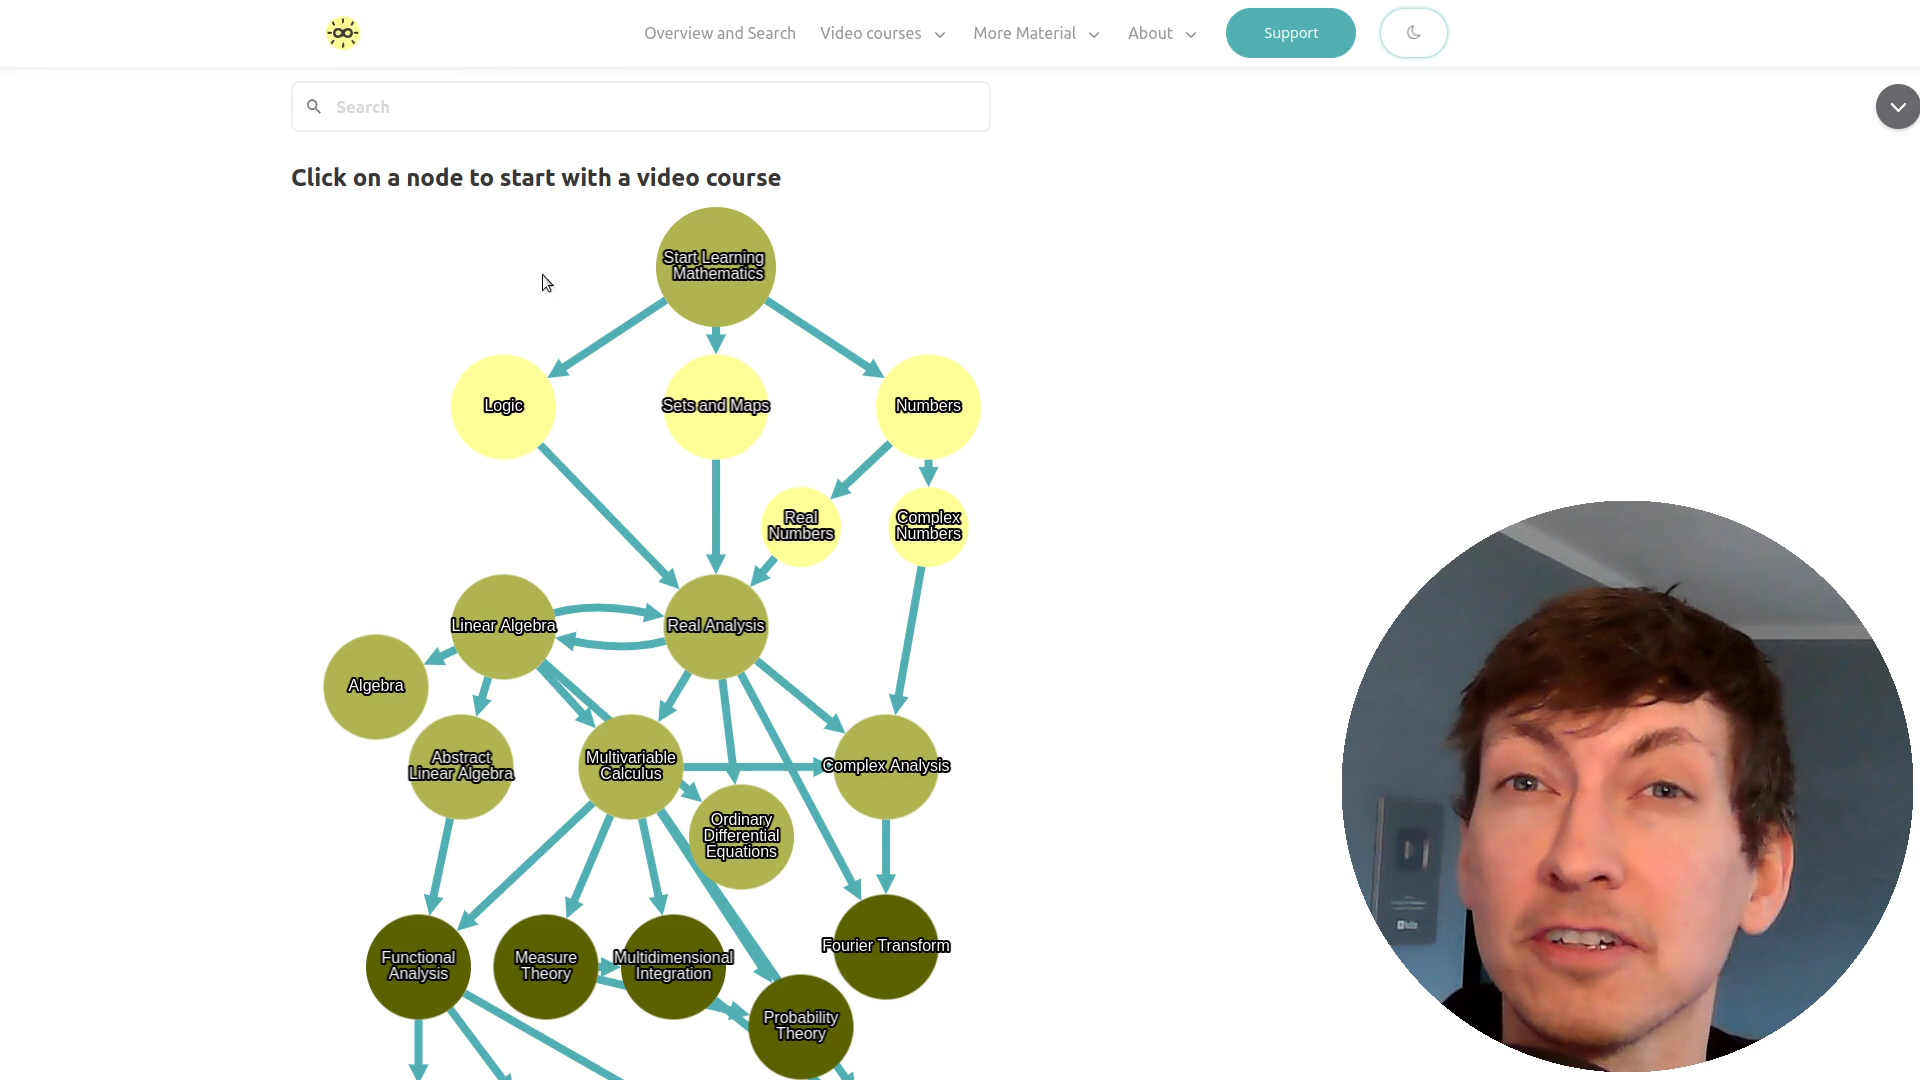 Overview and Search
Video courses
More Material
About
Support
Search
Click on a node to start with a video course
Start Learning
Mathematics
Logic
Sets and Maps
Numbers
Real
Numbers
Complex
Numbers
Linear Algebra
Real Analysis
Algebra
Abstract
Linear Algebra
Multivariable
Calculus
Complex Analysis
Ordinary
Differential
Equations
Functional
Analysis
Measure
Theory
Multidimensional
Integration
Fourier Transform
Probability
Theory